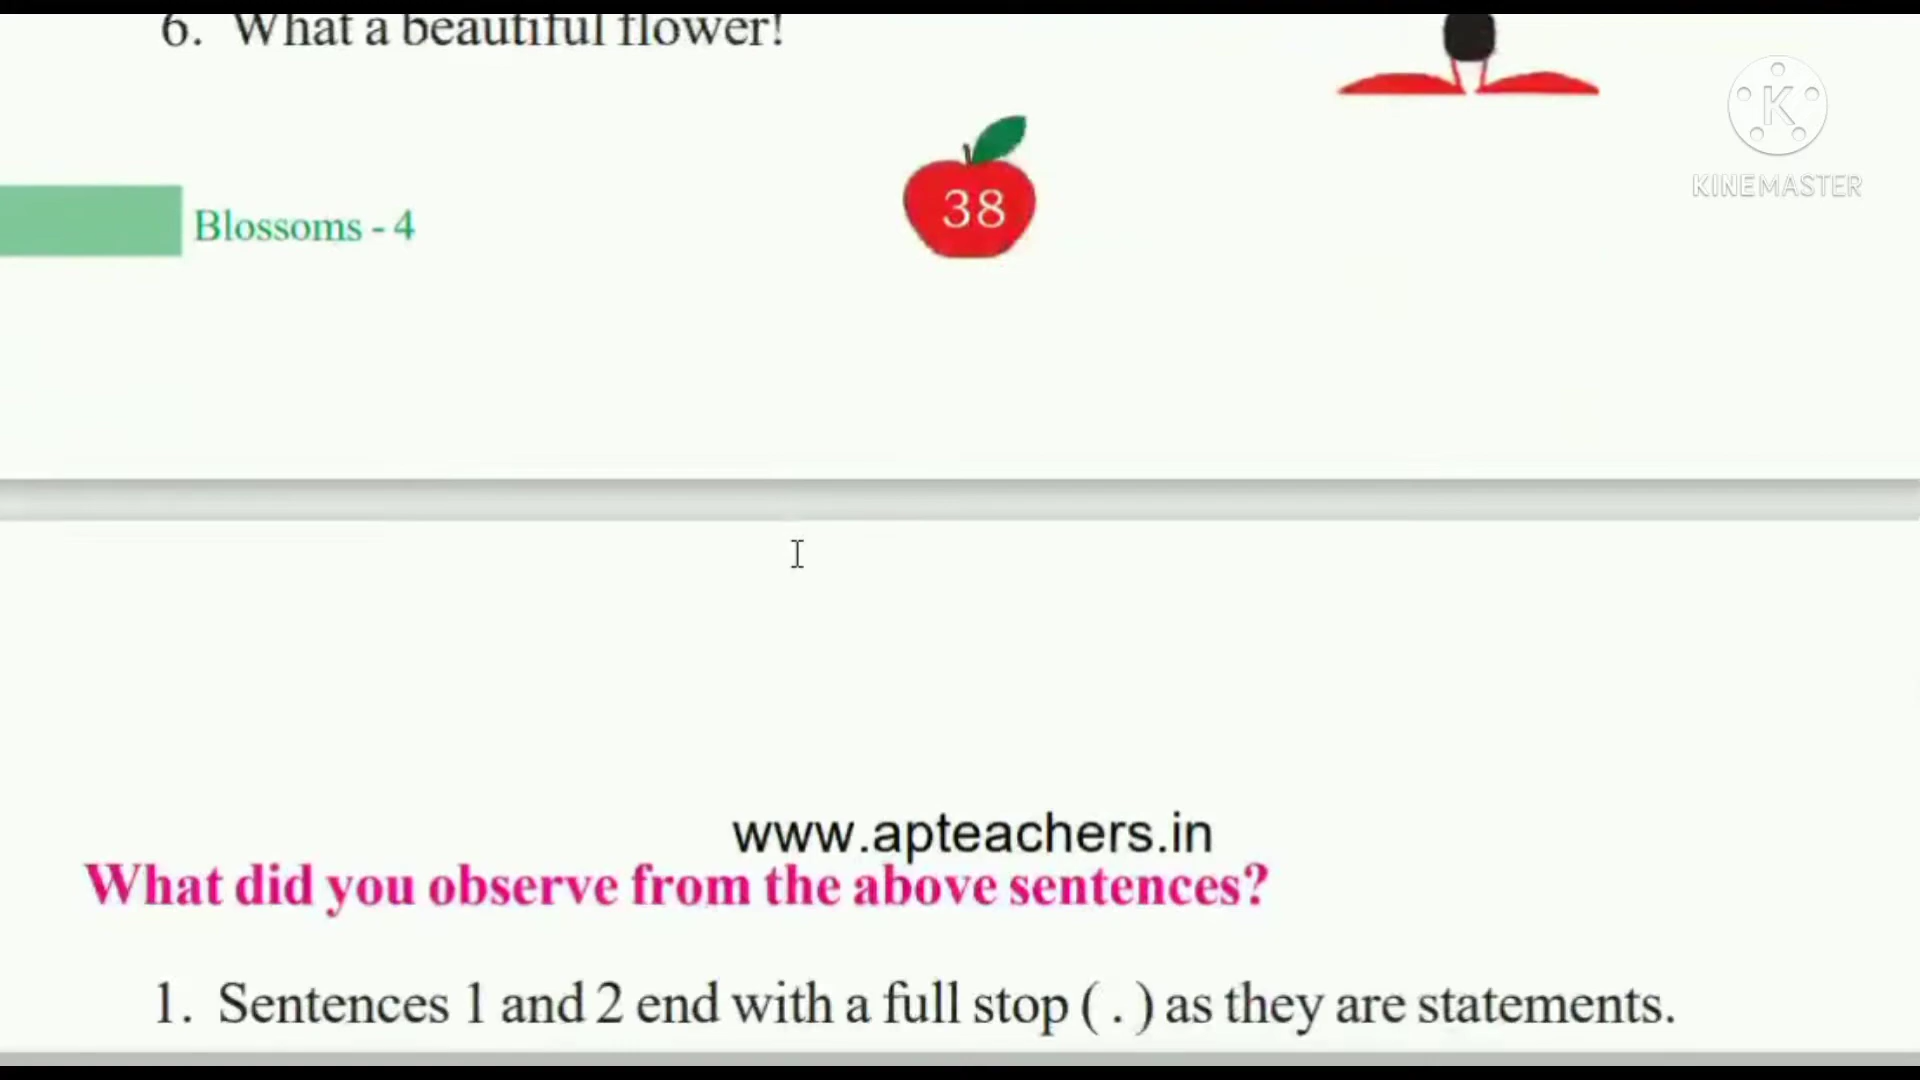 6. What a beautiful flower!
K
KINEMASTER
38
Blossoms - 4
www.apteachers.in
What did you observe from the above sentences?
1. Sentences 1 and 2 end with a full stop ( . ) as they are statements.